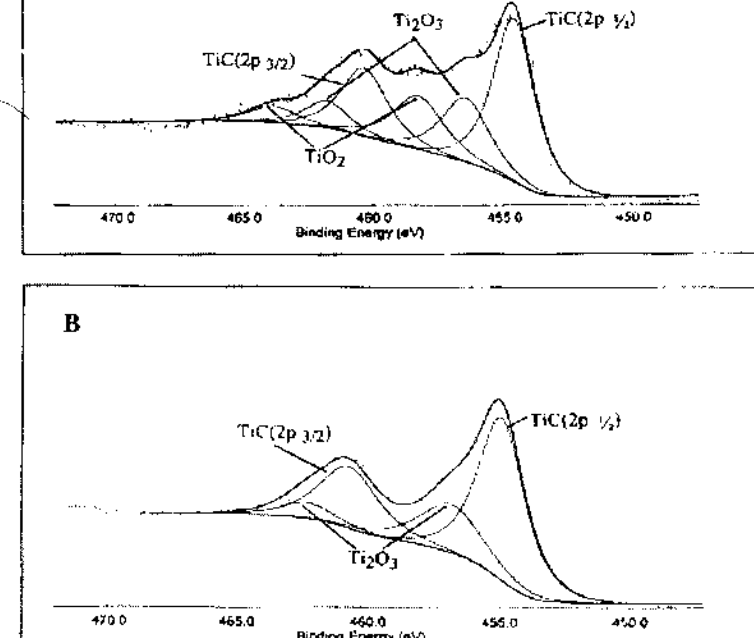 Ti₂O₃
TiC(2p ½)
TiC(2p 3/2)
TiO₂
470.0 465.0 460.0 455.0 450.0
Binding Energy (eV)
B
TiC(2p 3/2)
TiC(2p ½)
Ti₂O₃
470.0 465.0 460.0 455.0 450.0
Binding Energy (eV)